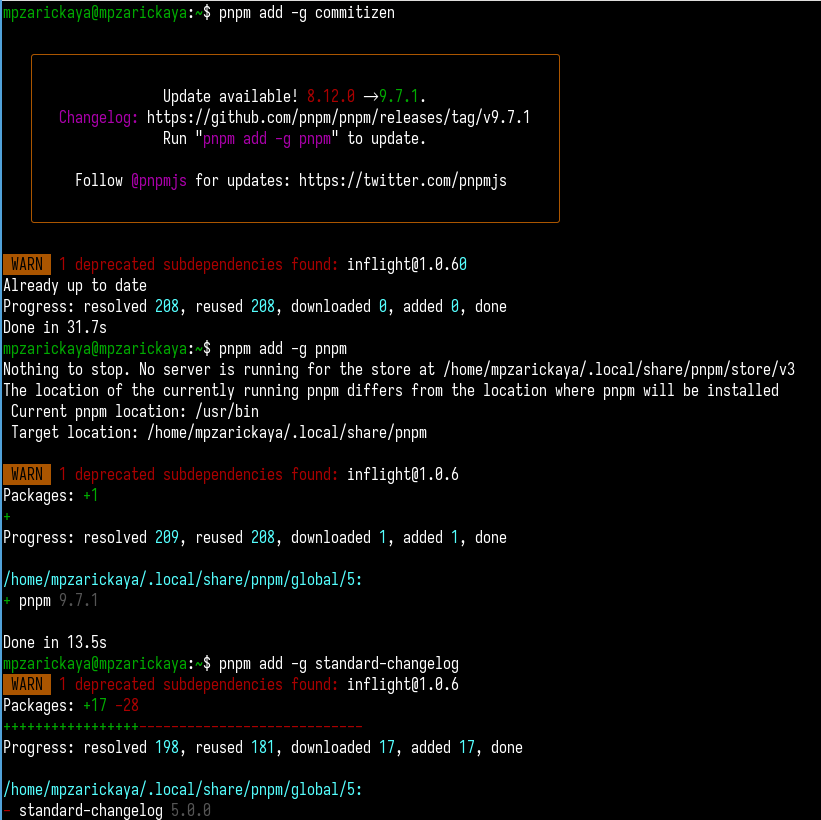 mpzarickaya@mpzarickaya:~$ pnpm add -g commitizen
Update available! 8.12.0 →9.7.1.
Changelog: https://github.com/pnpm/pnpm/releases/tag/v9.7.1
Run "pnpm add -g pnpm" to update.
Follow @pnpmjs for updates: https://twitter.com/pnpmjs
WARN 1 deprecated subdependencies found: inflight@1.0.60
Already up to date
Progress: resolved 208, reused 208, downloaded 0, added 0, done
Done in 31.7s
mpzarickaya@mpzarickaya:~$ pnpm add -g pnpm
Nothing to stop. No server is running for the store at /home/mpzarickaya/.local/share/pnpm/store/v3
The location of the currently running pnpm differs from the location where pnpm will be installed
Current pnpm location: /usr/bin
Target location: /home/mpzarickaya/.local/share/pnpm
WARN 1 deprecated subdependencies found: inflight@1.0.6
Packages: +1
+
Progress: resolved 209, reused 208, downloaded 1, added 1, done
/home/mpzarickaya/.local/share/pnpm/global/5:
+ pnpm 9.7.1
Done in 13.5s
mpzarickaya@mpzarickaya:~$ pnpm add -g standard-changelog
WARN 1 deprecated subdependencies found: inflight@1.0.6
Packages: +17 -28
+++++++++++++++++----------------------------
Progress: resolved 198, reused 181, downloaded 17, added 17, done
/home/mpzarickaya/.local/share/pnpm/global/5:
- standard-changelog 5.0.0